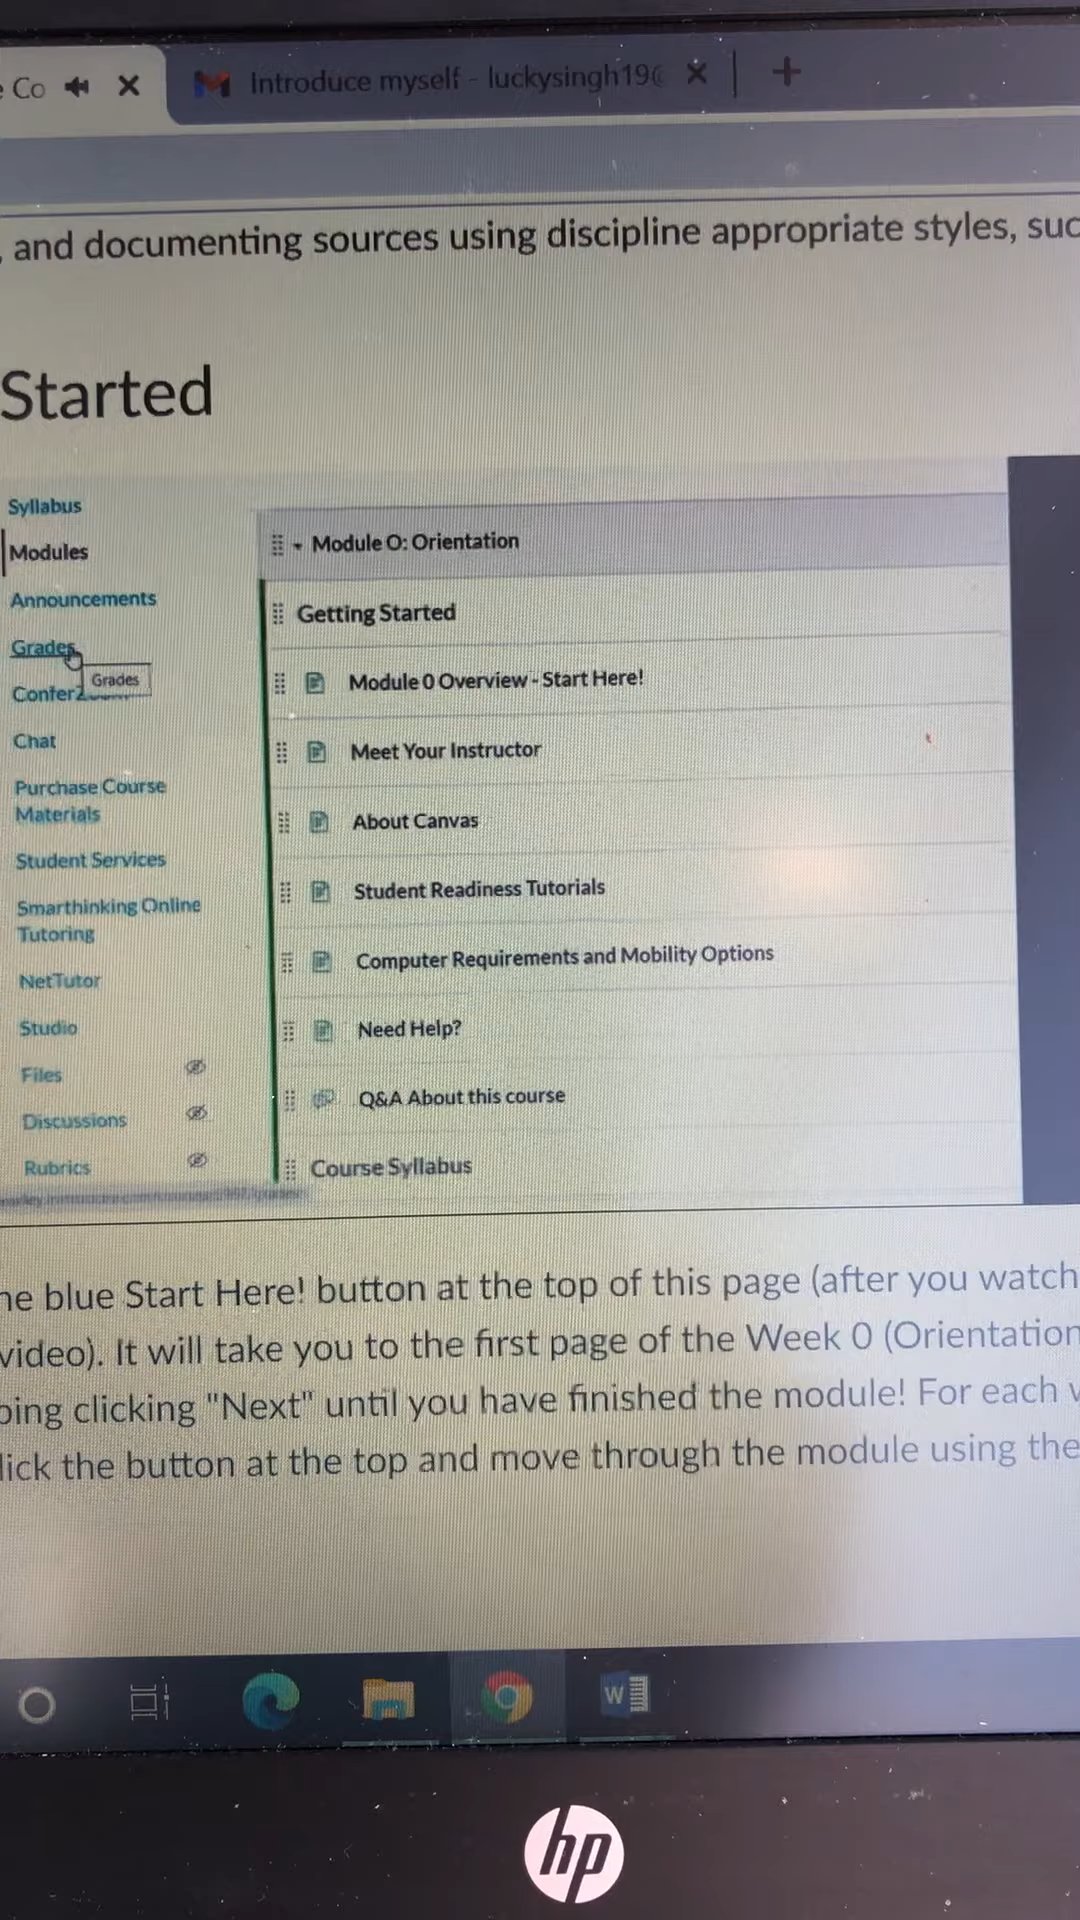 Co
Introduce myself - luckysingh19
and documenting sources using discipline appropriate styles, suc
Started
Syllabus
Modules
Announcements
Grades
Grades
Confer
Chat
Purchase Course
Materials
Student Services
Smarthinking Online
Tutoring
NetTutor
Studio
Files
Discussions
Rubrics
Module O: Orientation
Getting Started
Module 0 Overview - Start Here!
Meet Your Instructor
About Canvas
Student Readiness Tutorials
Computer Requirements and Mobility Options
Need Help?
Q&A About this course
Course Syllabus
he blue Start Here! button at the top of this page (after you watch
video). It will take you to the first page of the Week 0 (Orientation
ing clicking "Next" until you have finished the module! For each
lick the button at the top and move through the module using the
W
hp